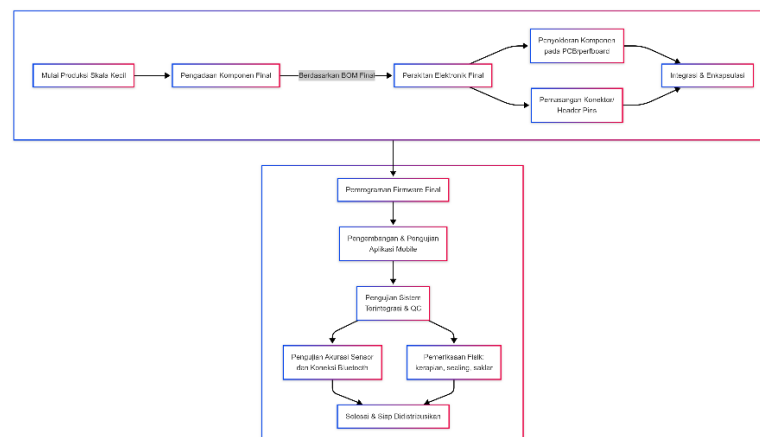 Mulai Produksi Skala Kecil
Pengadaan Komponen Final
Berdasarkan BOM Final
Perakitan Elektronik Final
Penyolderan Komponen
pada PCB/perfboard
Pemasangan Konektor/
Header Pins
Integrasi & Enkapsulasi
Pemrograman Firmware Final
Pengembangan & Pengujian
Aplikasi Mobile
Pengujian Sistem
Terintegrasi & QC
Pengujian Akurasi Sensor
dan Koneksi Bluetooth
Pemeriksaan Fisik:
kerapian, sealing, saklar
Selesai & Siap Didistribusikan